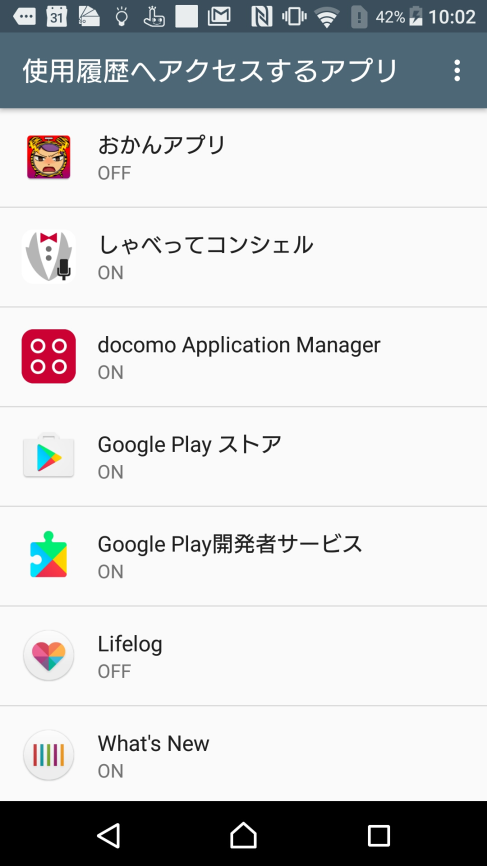 31 42% 10:02
使用履歴へアクセスするアプリ
おかんアプリ
OFF
しゃべってコンシェル
ON
docomo Application Manager
ON
Google Play ストア
ON
Google Play開発者サービス
ON
Lifelog
OFF
What's New
ON